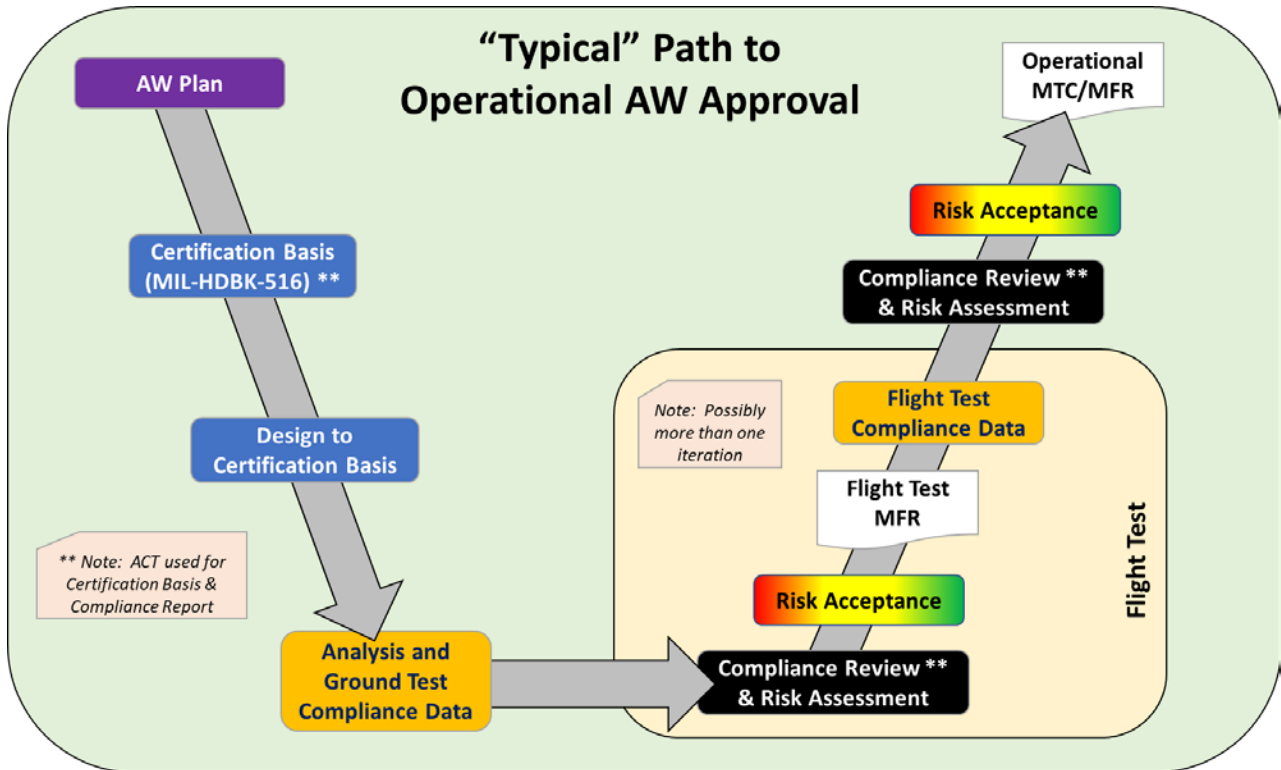 “Typical” Path to
Operational AW Approval
AW Plan
Certification Basis
(MIL-HDBK-516) **
Design to
Certification Basis
** Note:  ACT used for
Certification Basis &
Compliance Report
Analysis and
Ground Test
Compliance Data
Compliance Review **
& Risk Assessment
Risk Acceptance
Flight Test
MFR
Note:  Possibly
more than one
iteration
Flight Test
Compliance Data
Flight Test
Compliance Review **
& Risk Assessment
Risk Acceptance
Operational
MTC/MFR